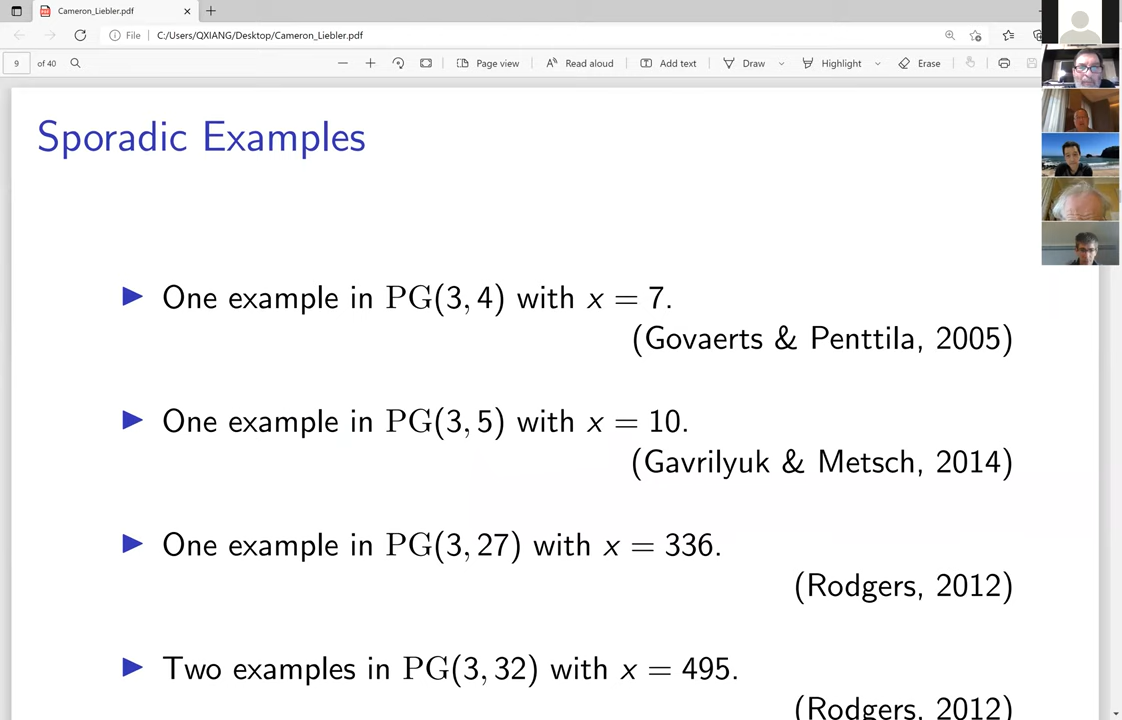 Cameron_Liebler.pdf
File C:/Users/QXIANG/Desktop/Cameron_Liebler.pdf
9 of 40 Page view Read aloud Add text Draw Highlight Erase
Sporadic Examples
One example in PG(3, 4) with x = 7.
(Govaerts & Penttila, 2005)
One example in PG(3, 5) with x = 10.
(Gavrilyuk & Metsch, 2014)
One example in PG(3, 27) with x = 336.
(Rodgers, 2012)
Two examples in PG(3, 32) with x = 495.
(Rodgers, 2012)